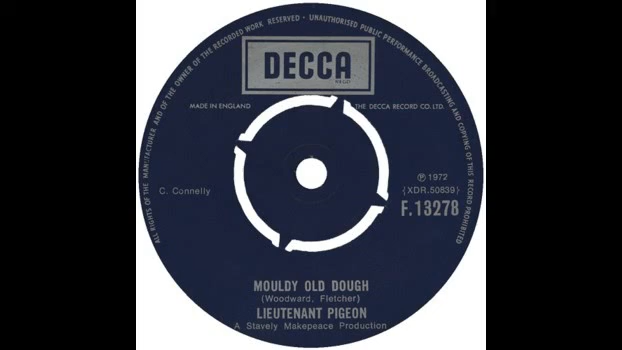 ALL RIGHTS OF THE MANUFACTURER AND OF THE OWNER OF THE RECORDED WORK RESERVED · UNAUTHORISED PUBLIC PERFORMANCE BROADCASTING AND COPYING OF THIS RECORD PROHIBITED
DECCA
MADE IN ENGLAND THE DECCA RECORD CO. LTD.
℗ 1972
C. Connelly (XDR.50839)
F.13278
MOULDY OLD DOUGH
(Woodward, Fletcher)
LIEUTENANT PIGEON
A Stavely Makepeace Production